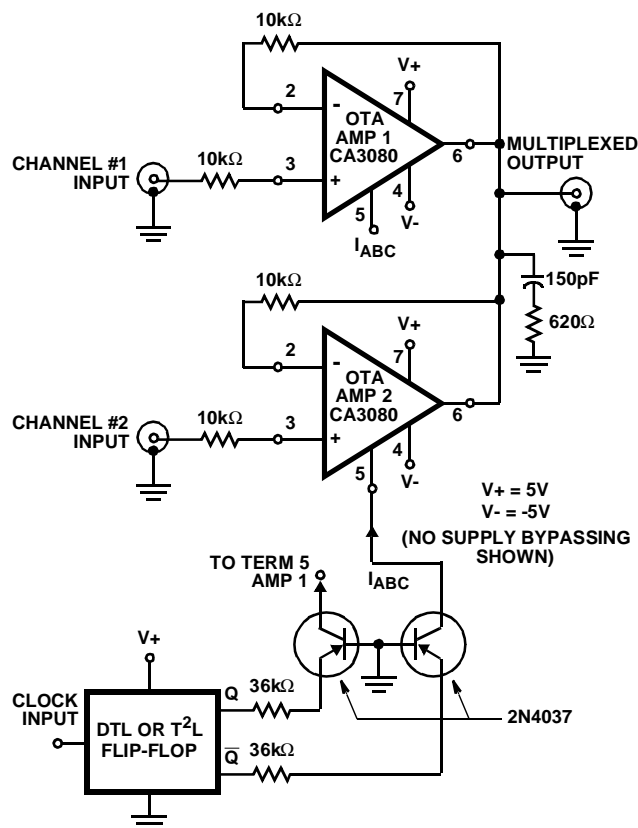 10kΩ
V+
2
7
-
OTA
AMP 1
CA3080
6
MULTIPLEXED
OUTPUT
CHANNEL #1
INPUT
10kΩ
3
+
4
5
V-
I_ABC
10kΩ
150pF
620Ω
V+
2
7
-
OTA
AMP 2
CA3080
6
CHANNEL #2
INPUT
10kΩ
3
+
4
5
V-
V+ = 5V
V- = -5V
(NO SUPPLY BYPASSING
SHOWN)
TO TERM 5
AMP 1
I_ABC
V+
CLOCK
INPUT
DTL OR T²L
FLIP-FLOP
Q
36kΩ
Q̅
36kΩ
2N4037